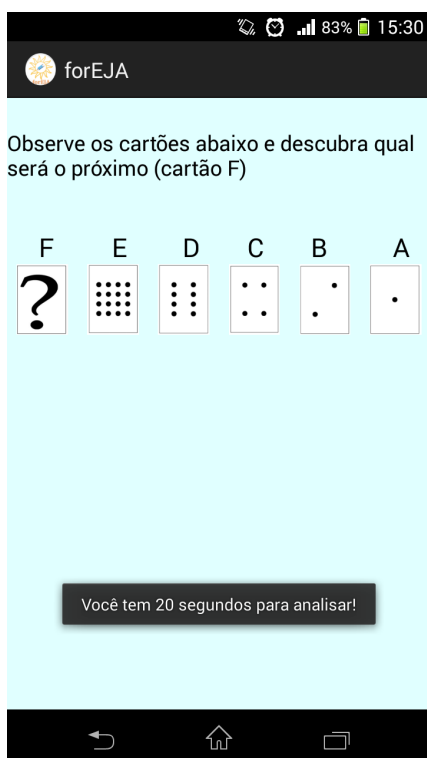 83% 15:30
forEJA
Observe os cartões abaixo e descubra qual
será o próximo (cartão F)
F E D C B A
?
Você tem 20 segundos para analisar!